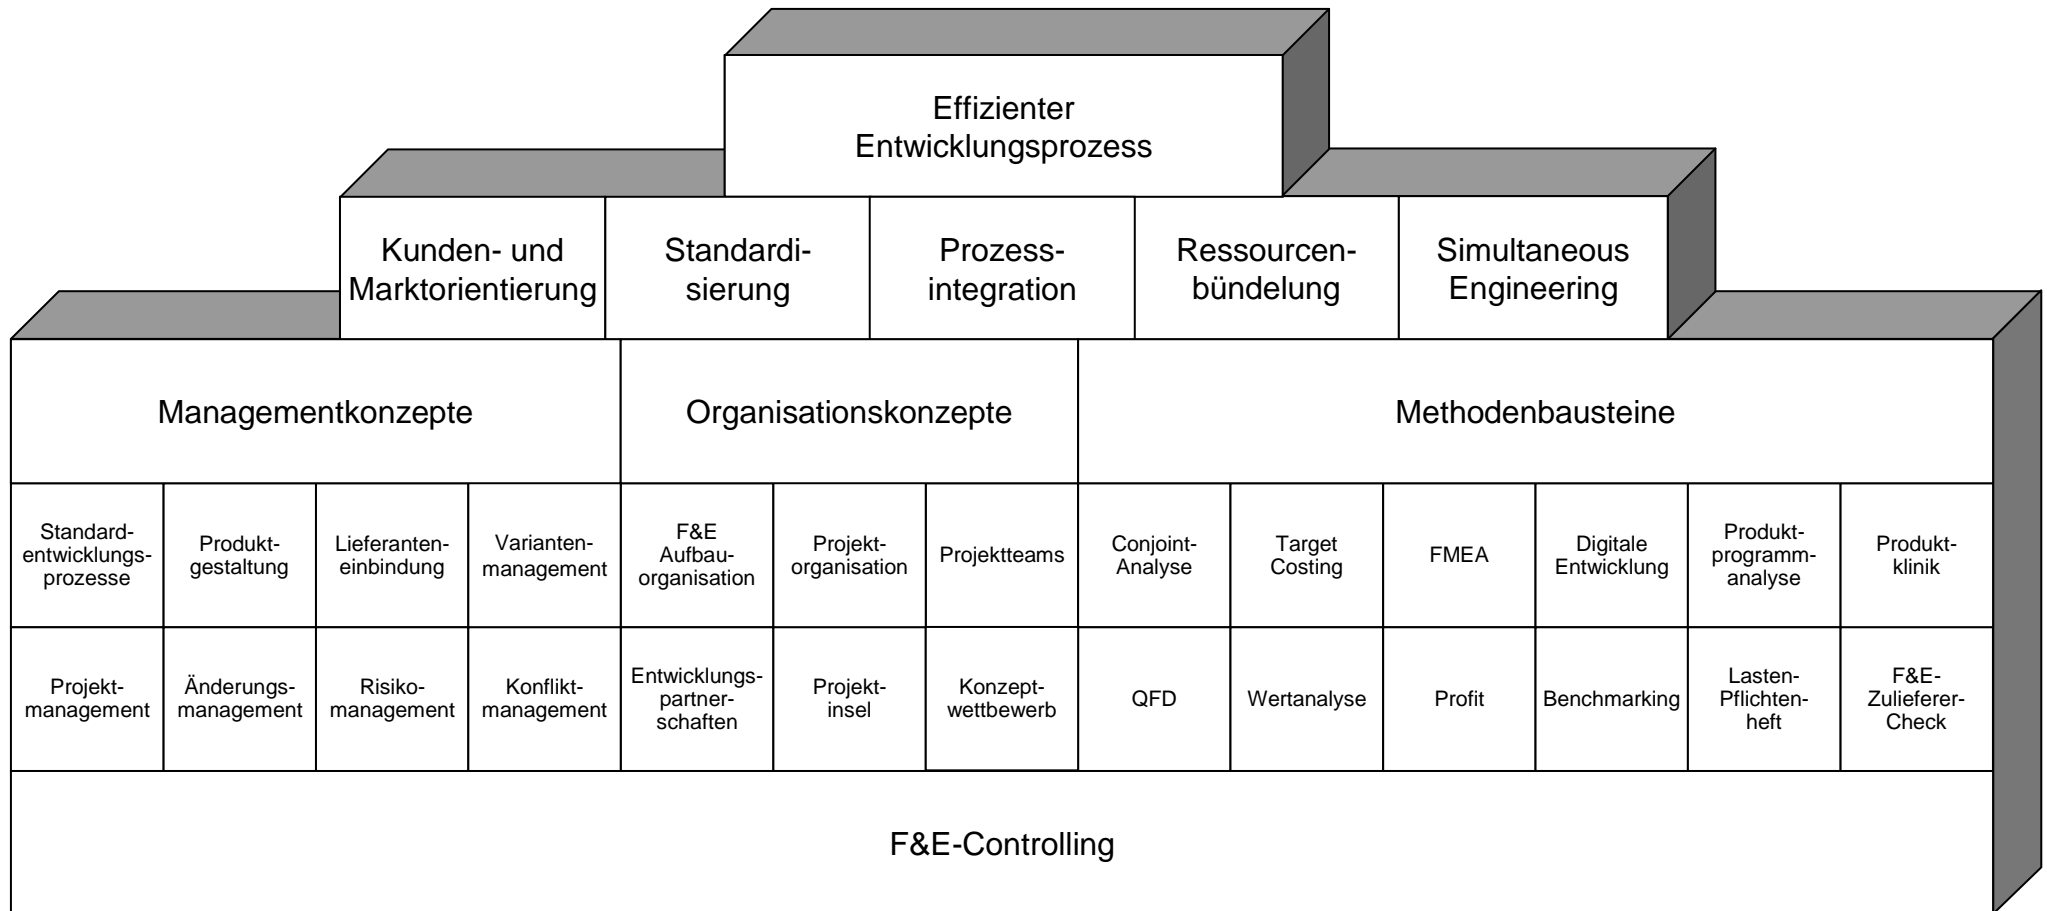 Effizienter
Entwicklungsprozess
Kunden- und
Marktorientierung
Standardi-
sierung
Prozess-
integration
Ressourcen-
bündelung
Simultaneous
Engineering
Managementkonzepte
Organisationskonzepte
Methodenbausteine
Standard-
entwicklungs-
prozesse
Produkt-
gestaltung
Lieferanten-
einbindung
Varianten-
management
F&E
Aufbau-
organisation
Projekt-
organisation
Projektteams
Conjoint-
Analyse
Target
Costing
FMEA
Digitale
Entwicklung
Produkt-
programm-
analyse
Produkt-
klinik
Projekt-
management
Änderungs-
management
Risiko-
management
Konflikt-
management
Entwicklungs-
partner-
schaften
Projekt-
insel
Konzept-
wettbewerb
QFD
Wertanalyse
Profit
Benchmarking
Lasten-
Pflichten-
heft
F&E-
Zulieferer-
Check
F&E-Controlling